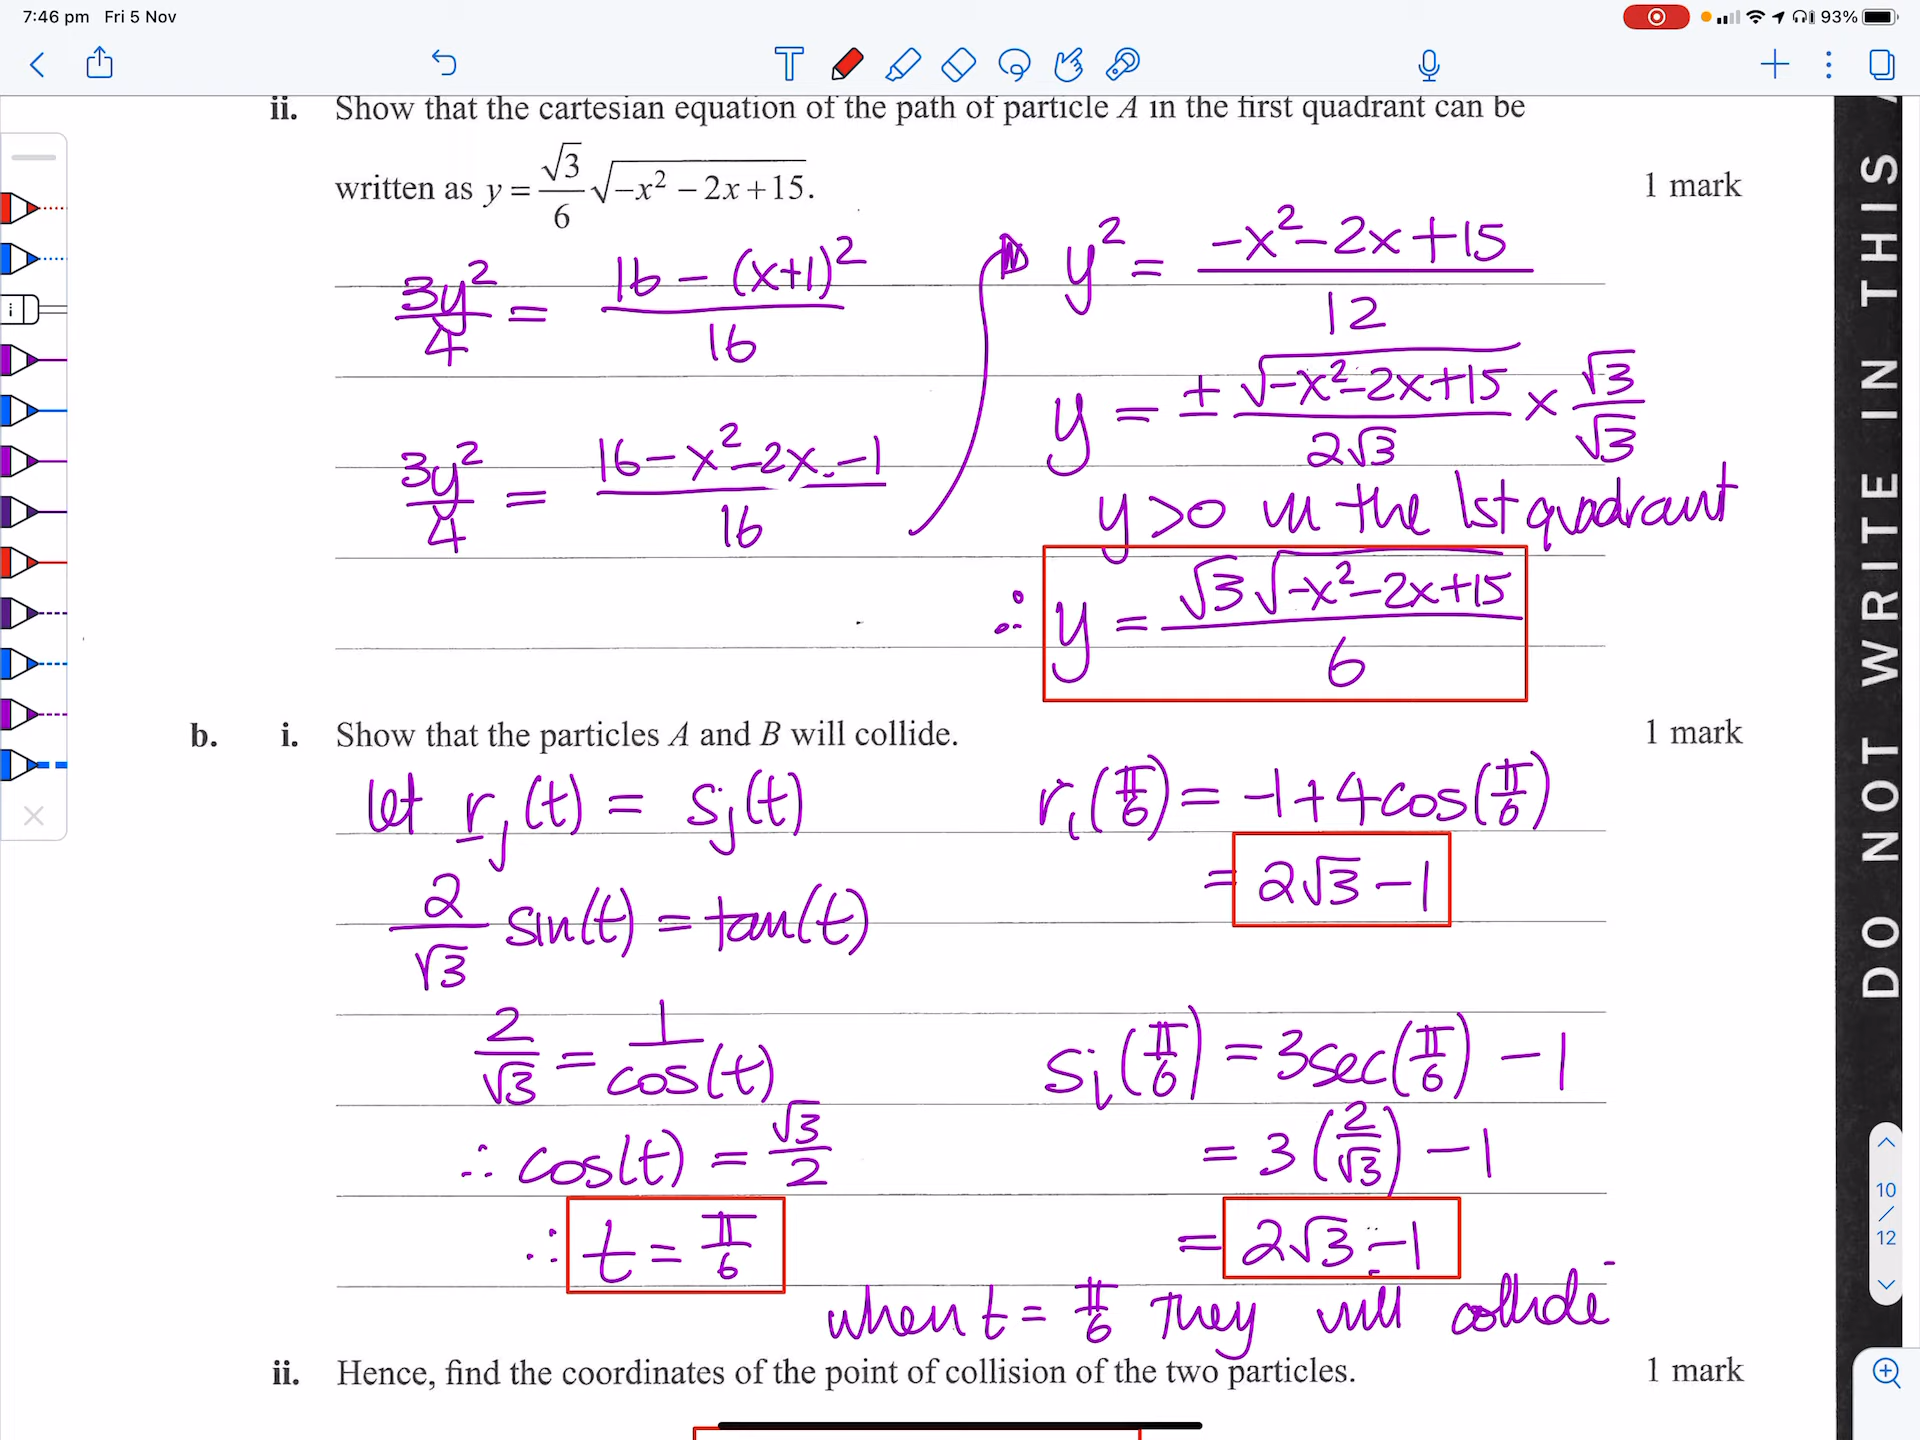 7:46 pm Fri 5 Nov
93%
ii. Show that the cartesian equation of the path of particle A in the first quadrant can be
written as y = √3/6 √(−x² − 2x + 15). 1 mark
3y²/4 = (16 − (x+1)²)/16
3y²/4 = (16 − x² − 2x − 1)/16
y² = (−x² − 2x + 15)/12
y = ± √(−x² − 2x + 15)/(2√3) × √3/√3
y > 0 in the 1st quadrant
∴ y = √3 √(−x² − 2x + 15)/6
b. i. Show that the particles A and B will collide. 1 mark
let r_j(t) = s_j(t)
2/√3 sin(t) = tan(t)
2/√3 = 1/cos(t)
∴ cos(t) = √3/2
∴ t = π/6
r_i(π/6) = −1 + 4cos(π/6)
= 2√3 − 1
s_i(π/6) = 3sec(π/6) − 1
= 3(2/√3) − 1
= 2√3 − 1
when t = π/6 They will collide
ii. Hence, find the coordinates of the point of collision of the two particles. 1 mark
DO NOT WRITE IN THIS
10
/
12